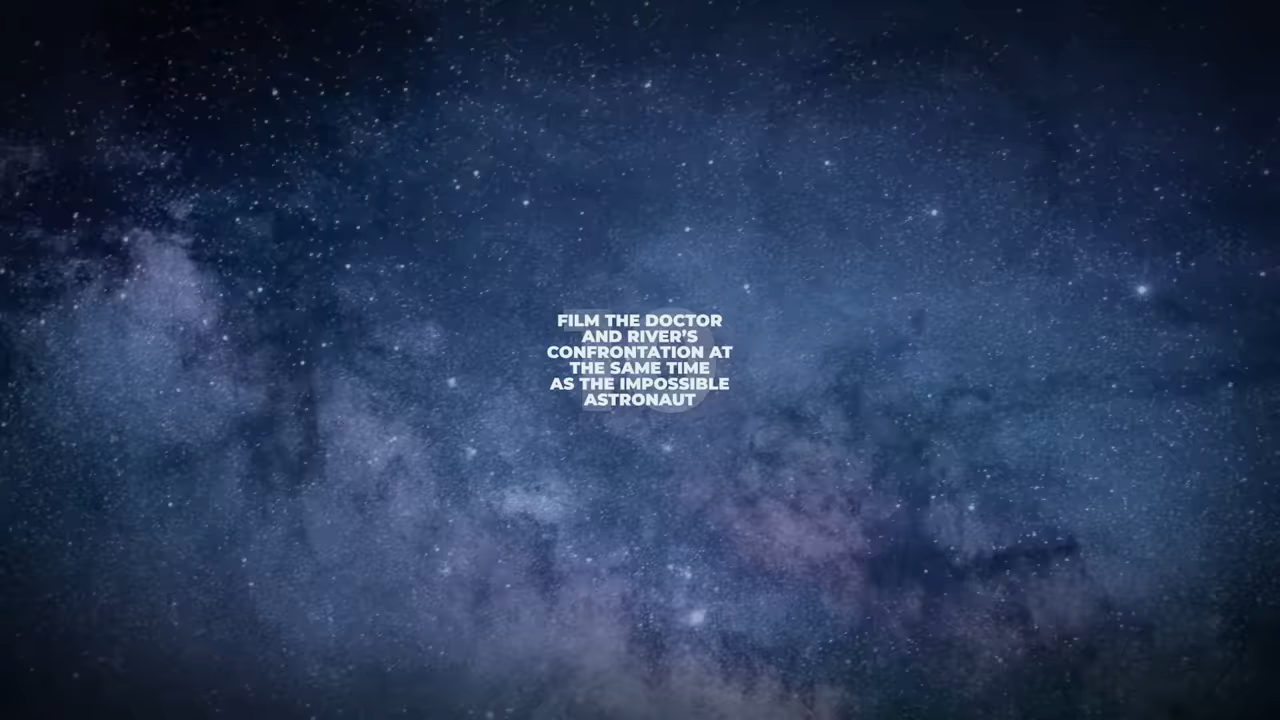 FILM THE DOCTOR
AND RIVER'S
CONFRONTATION AT
THE SAME TIME
AS THE IMPOSSIBLE
ASTRONAUT